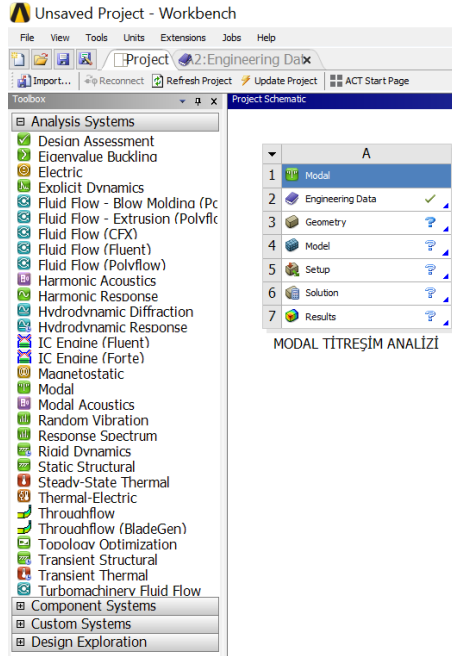 Unsaved Project - Workbench
File View Tools Units Extensions Jobs Help
Project A2:Engineering Dat
Import... Reconnect Refresh Project Update Project ACT Start Page
Toolbox
Project Schematic
Analysis Systems
Design Assessment
Eigenvalue Buckling
Electric
Explicit Dynamics
Fluid Flow - Blow Molding (Po
Fluid Flow - Extrusion (Polyflo
Fluid Flow (CFX)
Fluid Flow (Fluent)
Fluid Flow (Polyflow)
Harmonic Acoustics
Harmonic Response
Hydrodynamic Diffraction
Hydrodynamic Response
IC Engine (Fluent)
IC Engine (Forte)
Magnetostatic
Modal
Modal Acoustics
Random Vibration
Response Spectrum
Rigid Dynamics
Static Structural
Steady-State Thermal
Thermal-Electric
Throughflow
Throughflow (BladeGen)
Topology Optimization
Transient Structural
Transient Thermal
Turbomachinery Fluid Flow
Component Systems
Custom Systems
Design Exploration
A
1 Modal
2 Engineering Data
3 Geometry
4 Model
5 Setup
6 Solution
7 Results
MODAL TİTREŞİM ANALİZİ